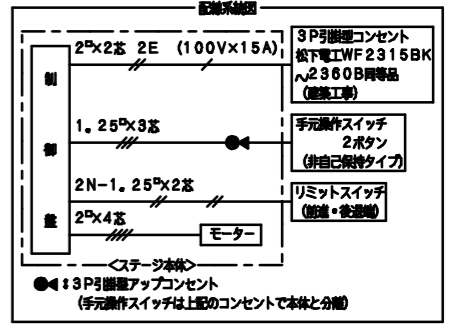 配線系統図
2□×2芯 2E (100V×15A)
3P引掛型コンセント
松下電工WF2315BK
～2360B同等品
(建築工事)
制
御
盤
1．25□×3芯
手元操作スイッチ
2ボタン
(非自己保持タイプ)
2N-1．25□×2芯
リミットスイッチ
(前進・後退端)
2□×4芯
モーター
<ステージ本体>
●◀：3P引掛型アップコンセント
(手元操作スイッチは上記のコンセントで本体と分離)